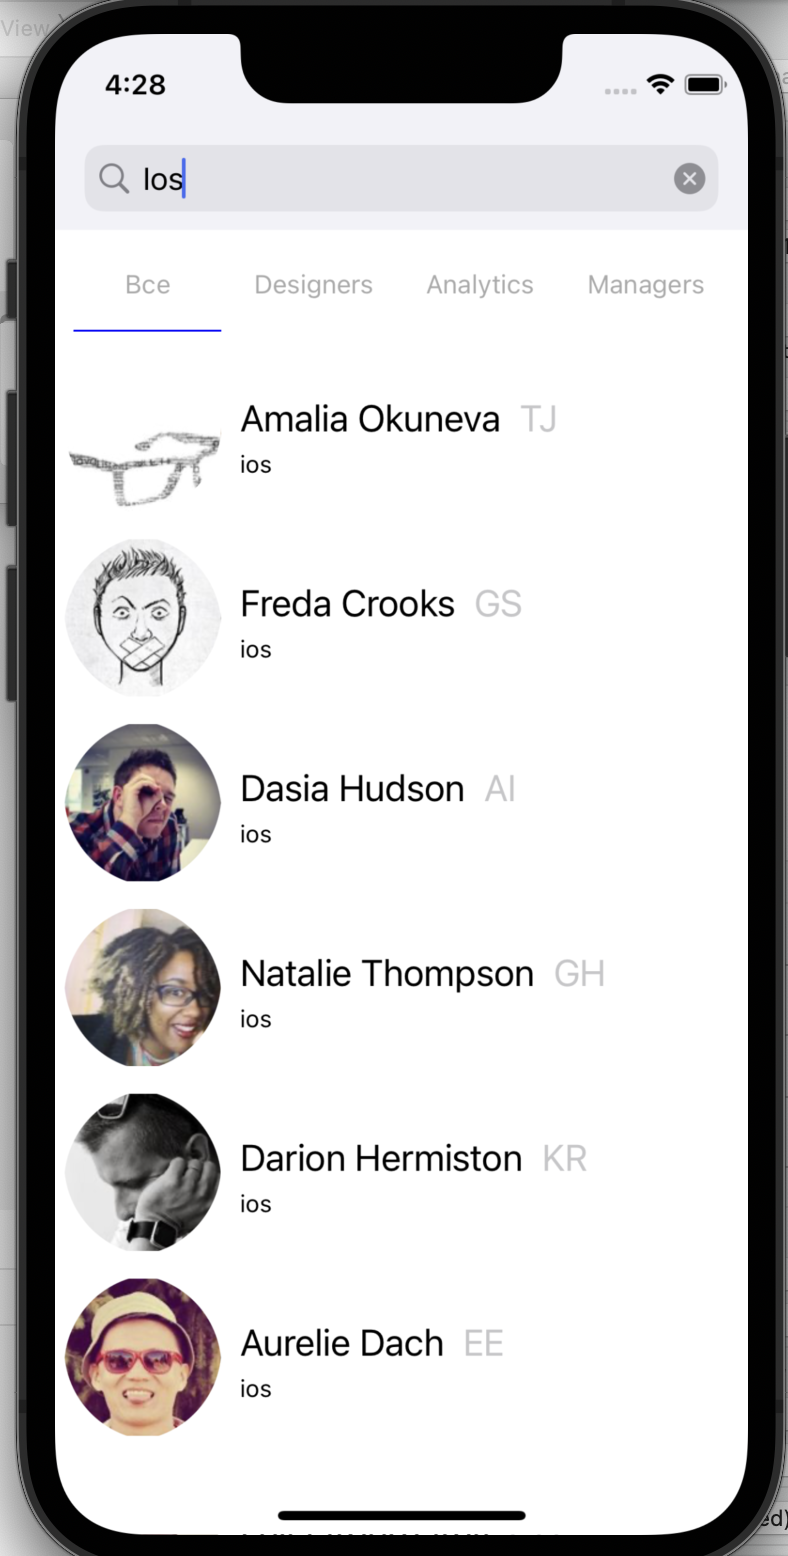 View
4:28
Ios
Все
Designers
Analytics
Managers
Amalia Okuneva TJ
ios
Freda Crooks GS
ios
Dasia Hudson AI
ios
Natalie Thompson GH
ios
Darion Hermiston KR
ios
Aurelie Dach EE
ios